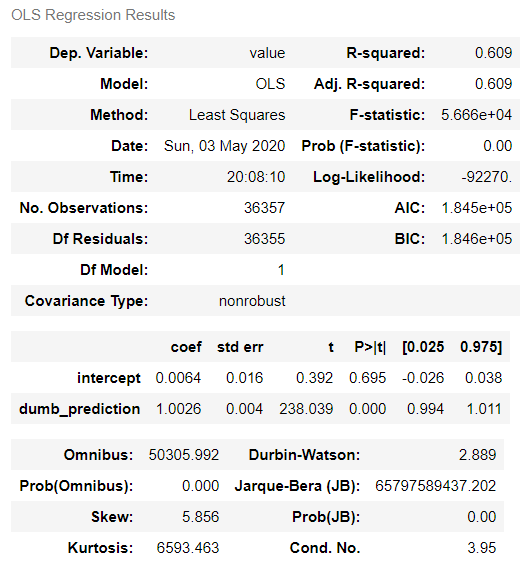 OLS Regression Results
Dep. Variable: value R-squared: 0.609
Model: OLS Adj. R-squared: 0.609
Method: Least Squares F-statistic: 5.666e+04
Date: Sun, 03 May 2020 Prob (F-statistic): 0.00
Time: 20:08:10 Log-Likelihood: -92270.
No. Observations: 36357 AIC: 1.845e+05
Df Residuals: 36355 BIC: 1.846e+05
Df Model: 1
Covariance Type: nonrobust
coef std err t P>|t| [0.025 0.975]
intercept 0.0064 0.016 0.392 0.695 -0.026 0.038
dumb_prediction 1.0026 0.004 238.039 0.000 0.994 1.011
Omnibus: 50305.992 Durbin-Watson: 2.889
Prob(Omnibus): 0.000 Jarque-Bera (JB): 65797589437.202
Skew: 5.856 Prob(JB): 0.00
Kurtosis: 6593.463 Cond. No. 3.95